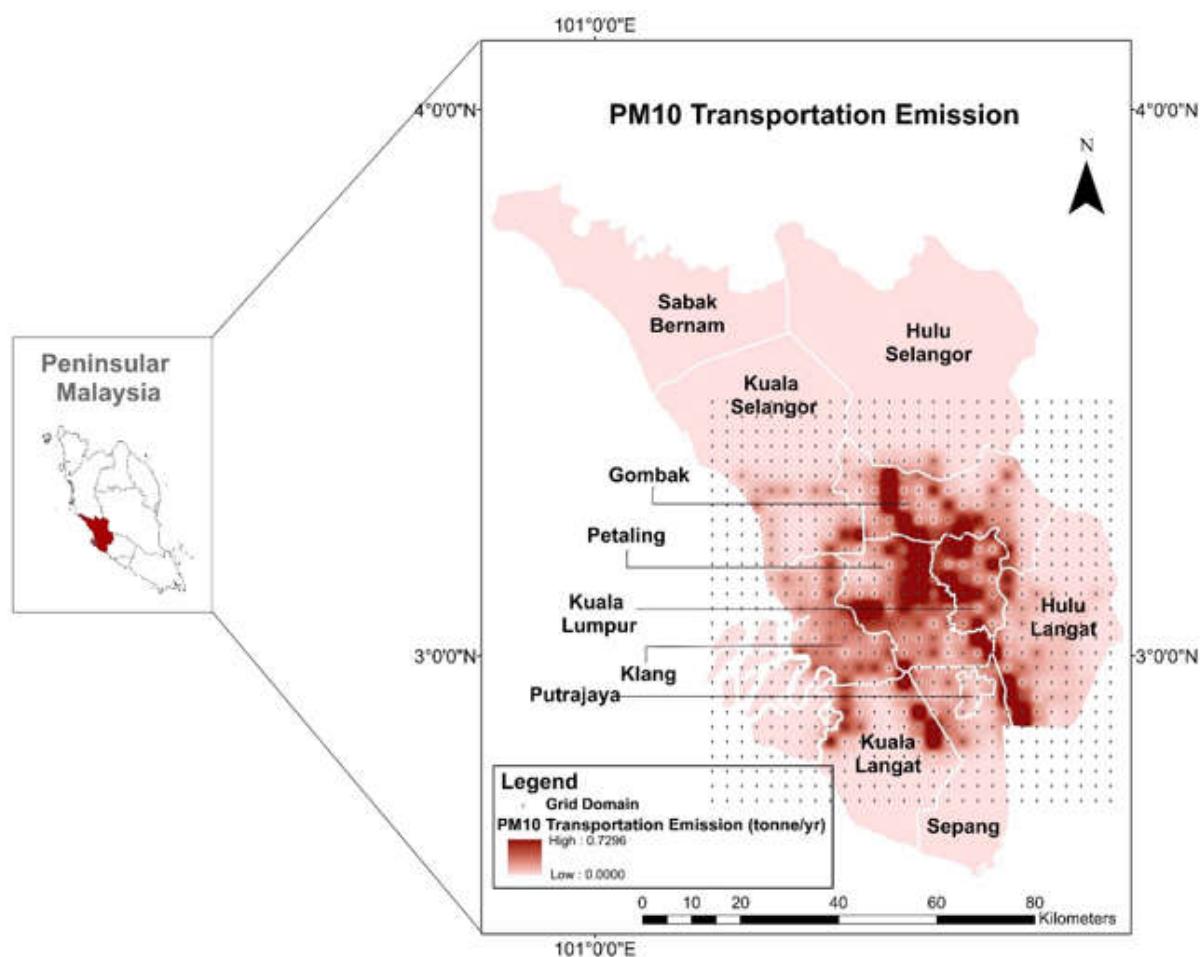 101°0'0"E
4°0'0"N
4°0'0"N
PM10 Transportation Emission
N
Sabak
Bernam
Hulu
Selangor
Peninsular
Malaysia
Kuala
Selangor
Gombak
Petaling
Kuala
Lumpur
Hulu
Langat
3°0'0"N
3°0'0"N
Klang
Putrajaya
Kuala
Langat
Legend
Grid Domain
PM10 Transportation Emission (tonne/yr)
High : 0.7296
Low : 0.0000
Sepang
0 10 20 40 60 80
Kilometers
101°0'0"E